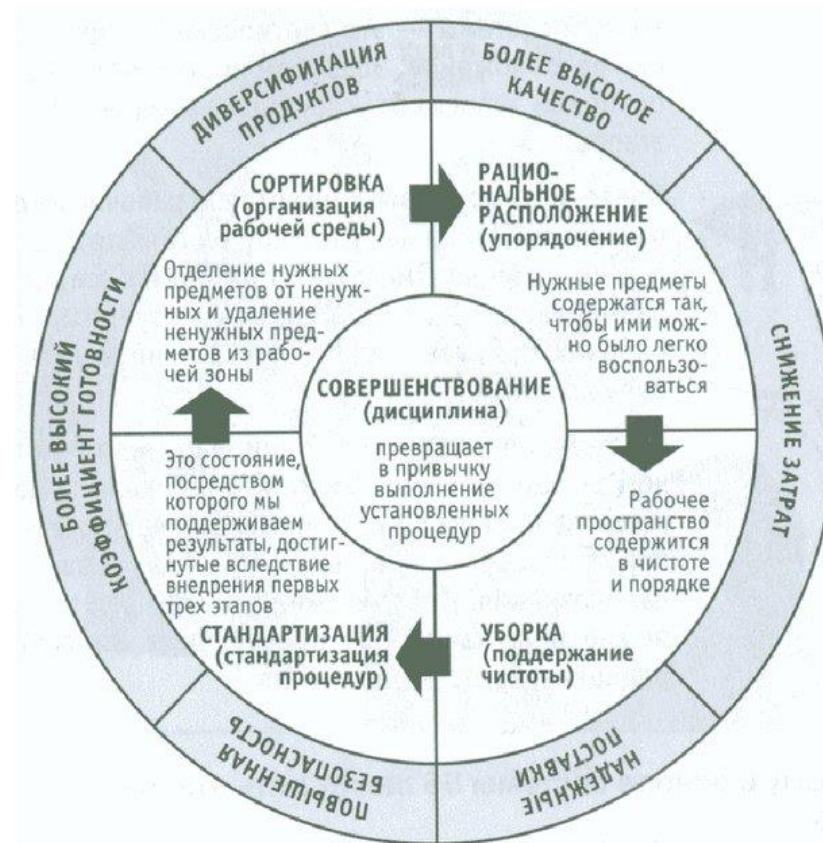 ДИВЕРСИФИКАЦИЯ
ПРОДУКТОВ
БОЛЕЕ ВЫСОКОЕ
КАЧЕСТВО
СНИЖЕНИЕ ЗАТРАТ
НАДЕЖНЫЕ
ПОСТАВКИ
ПОВЫШЕННАЯ
БЕЗОПАСНОСТЬ
БОЛЕЕ ВЫСОКИЙ
КОЭФФИЦИЕНТ ГОТОВНОСТИ
СОРТИРОВКА
(организация
рабочей среды)
Отделение нужных
предметов от ненуж-
ных и удаление
ненужных пред-
метов из рабо-
чей зоны
РАЦИО-
НАЛЬНОЕ
РАСПОЛОЖЕНИЕ
(упорядочение)
Нужные предметы
содержатся так,
чтобы ими мож-
но было легко
воспользо-
ваться
СОВЕРШЕНСТВОВАНИЕ
(дисциплина)
превращает
в привычку
выполнение
установленных
процедур
Рабочее
пространство
содержится
в чистоте
и порядке
УБОРКА
(поддержание
чистоты)
Это состояние,
посредством
которого мы
поддерживаем
результаты, достиг-
нутые вследствие
внедрения первых
трех этапов
СТАНДАРТИЗАЦИЯ
(стандартизация
процедур)